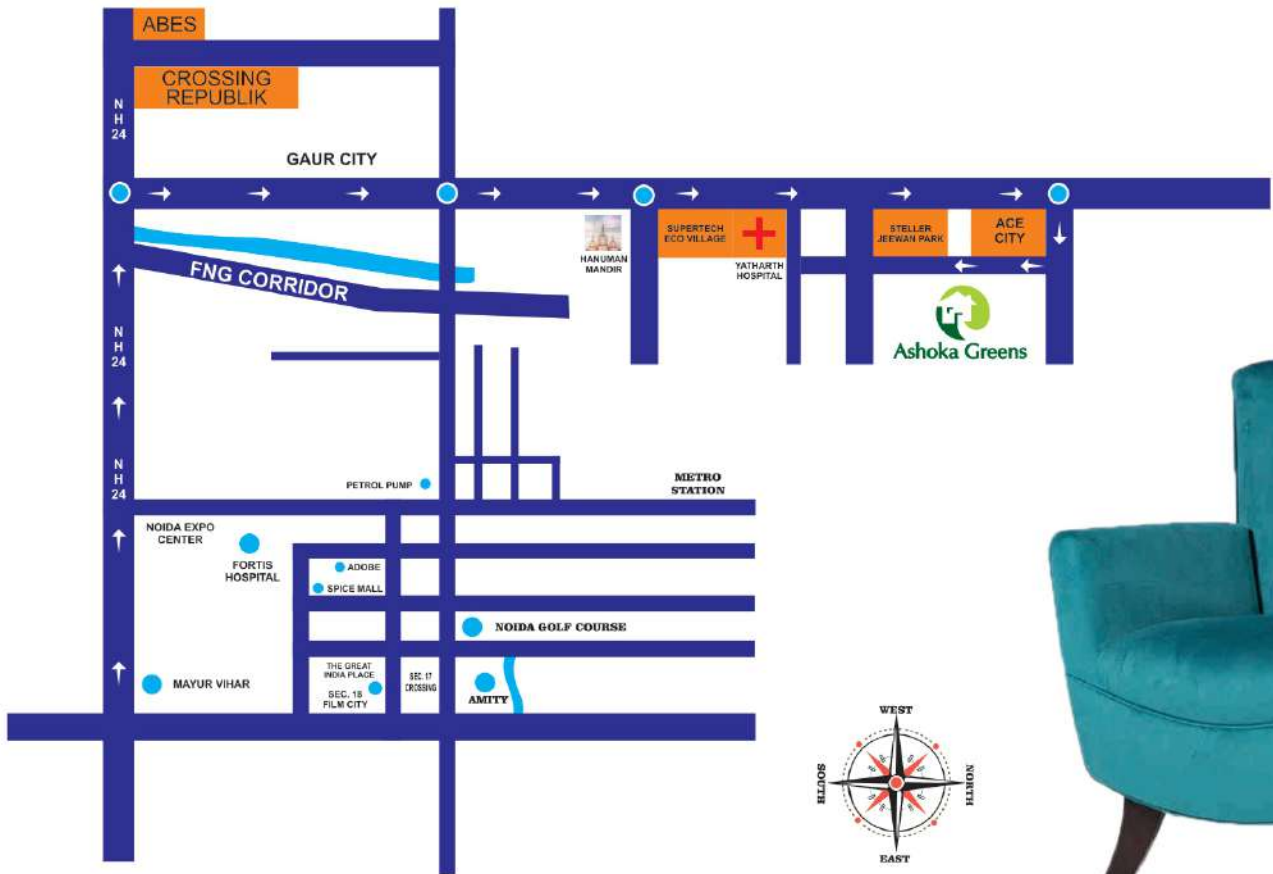 ABES
CROSSING
REPUBLIK
N
H
24
GAUR CITY
HANUMAN
MANDIR
SUPERTECH
ECO VILLAGE
YATHARTH
HOSPITAL
STELLER
JEEWAN PARK
ACE
CITY
FNG CORRIDOR
Ashoka Greens
N
H
24
N
H
24
PETROL PUMP
METRO
STATION
NOIDA EXPO
CENTER
FORTIS
HOSPITAL
ADOBE
SPICE MALL
NOIDA GOLF COURSE
MAYUR VIHAR
THE GREAT
INDIA PLACE
SEC. 18
FILM CITY
SEC. 17
CROSSING
AMITY
WEST
SOUTH
NORTH
EAST